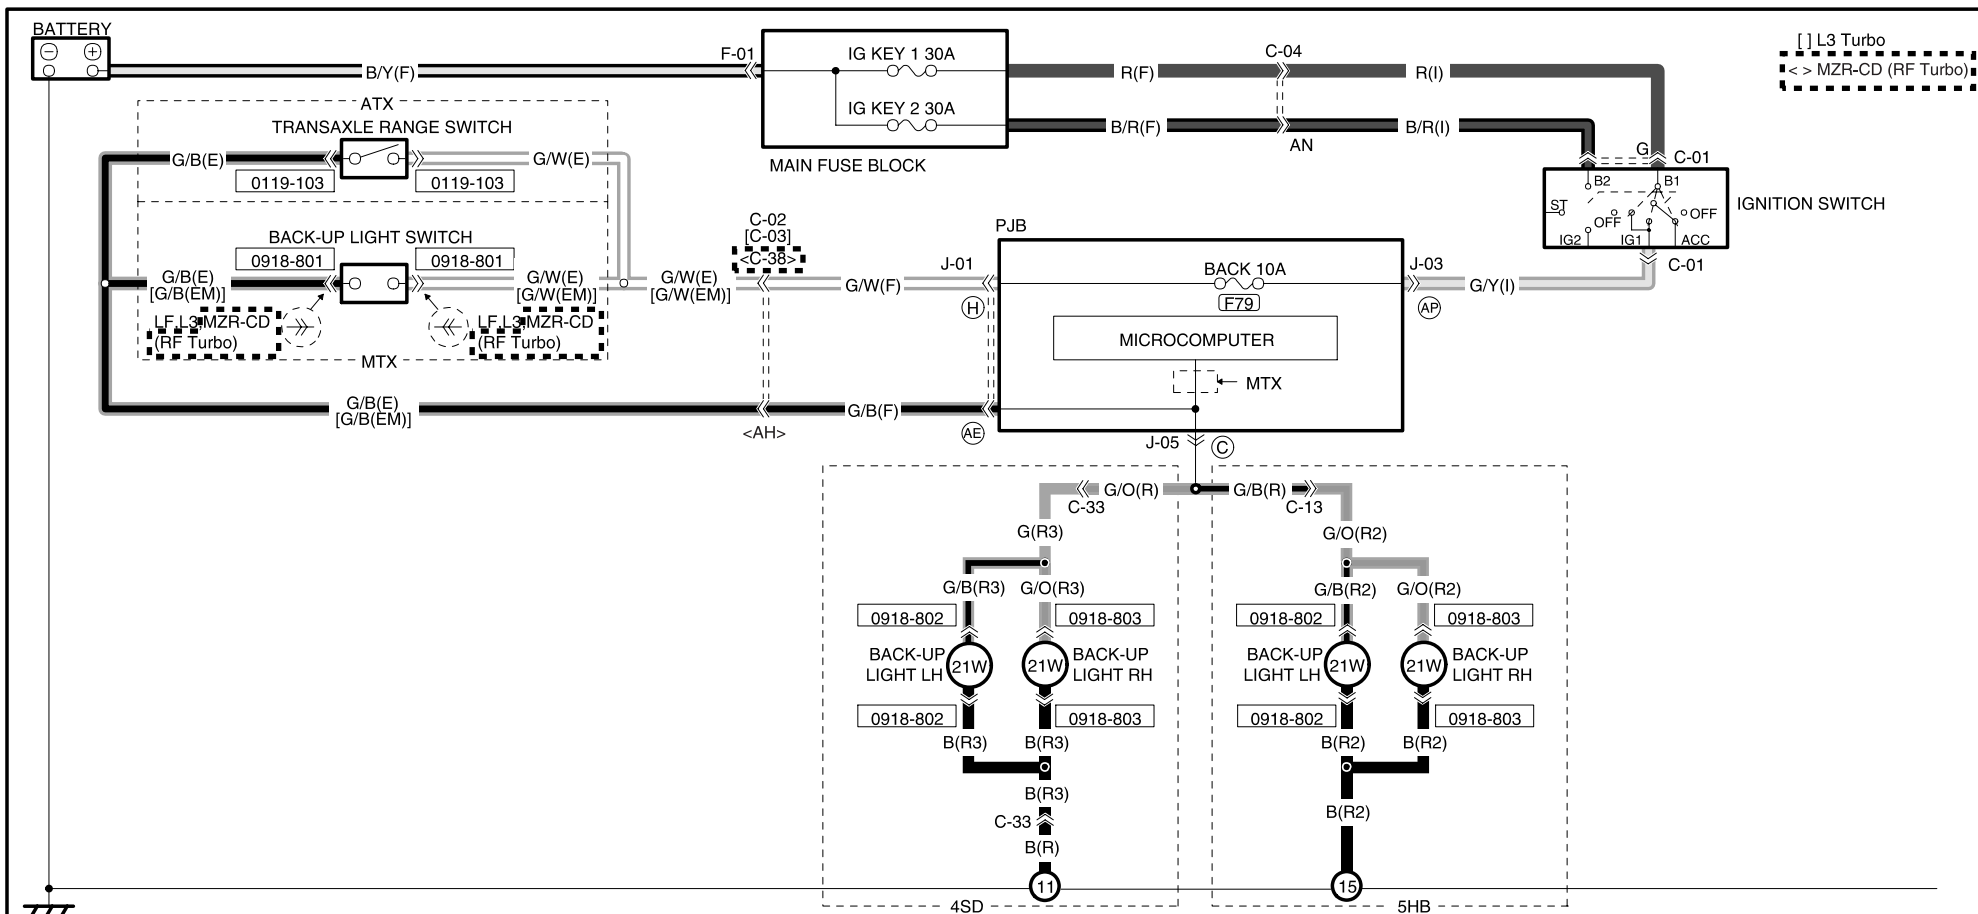 BATTERY
F-01
IG KEY 1 30A
C-04
[ ] L3 Turbo
< > MZR-CD (RF Turbo)
B/Y(F)
R(F)
R(I)
ATX
IG KEY 2 30A
TRANSAXLE RANGE SWITCH
B/R(F)
B/R(I)
AN
G/B(E)
G/W(E)
MAIN FUSE BLOCK
G
C-01
0119-103
0119-103
B2
B1
ST
OFF
OFF
IGNITION SWITCH
IG2
IG1
ACC
C-01
C-02
[C-03]
<C-38>
PJB
BACK-UP LIGHT SWITCH
0918-801
0918-801
J-01
BACK 10A
J-03
G/B(E)
[G/B(EM)]
G/W(E)
[G/W(EM)]
G/W(E)
[G/W(EM)]
G/W(F)
G/Y(I)
H
F79
AP
LF,L3,MZR-CD
(RF Turbo)
LF,L3,MZR-CD
(RF Turbo)
MICROCOMPUTER
MTX
MTX
G/B(E)
[G/B(EM)]
G/B(F)
<AH>
AE
J-05
C
G/O(R)
G/B(R)
C-33
C-13
G(R3)
G/O(R2)
G/B(R3)
G/O(R3)
G/B(R2)
G/O(R2)
0918-802
0918-803
0918-802
0918-803
BACK-UP
LIGHT LH
21W
21W
BACK-UP
LIGHT RH
BACK-UP
LIGHT LH
21W
21W
BACK-UP
LIGHT RH
0918-802
0918-803
0918-802
0918-803
B(R3)
B(R3)
B(R2)
B(R2)
B(R3)
B(R2)
C-33
B(R)
11
15
4SD
5HB